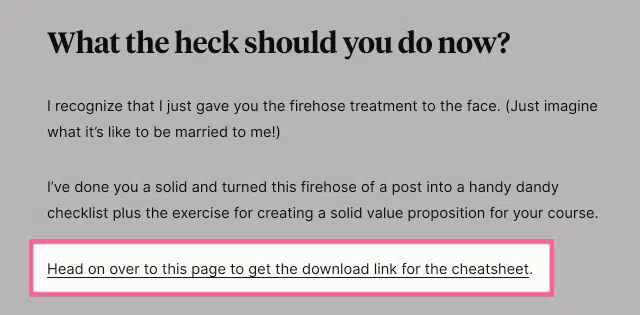 What the heck should you do now?
I recognize that I just gave you the firehose treatment to the face. (Just imagine
what it’s like to be married to me!)
I’ve done you a solid and turned this firehose of a post into a handy dandy
checklist plus the exercise for creating a solid value proposition for your course.
Head on over to this page to get the download link for the cheatsheet.